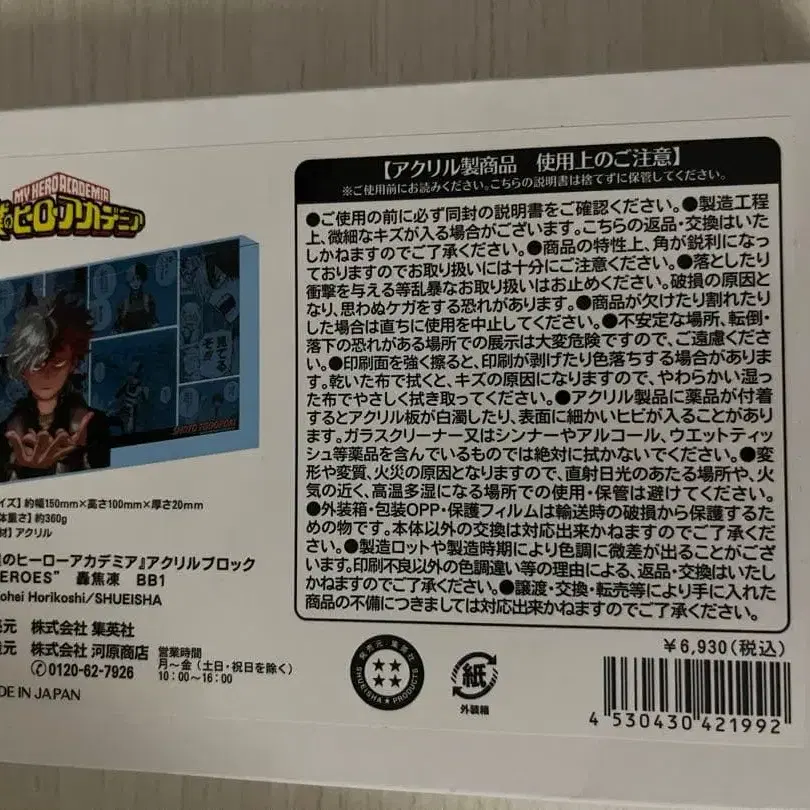 MY HERO ACADEMIA
のヒーローアカデミア
見てるぞ!!
SHOTO TODOROKI
イズ】約幅150mm×高さ100mm×厚さ20mm
体重さ】約360g
材】アクリル
のヒーローアカデミア』アクリルブロック
EROES” 轟焦凍 BB1
ohei Horikoshi/SHUEISHA
売元 株式会社 集英社
造元 株式会社 河原商店
0120-62-7926
営業時間
月〜金（土日・祝日を除く）
10:00〜16:00
DE IN JAPAN
【アクリル製商品 使用上のご注意】
※ご使用前にお読みください。こちらの説明書は捨てずに保管してください。
●ご使用の前に必ず同封の説明書をご確認ください。●製造工程
上、微細なキズが入る場合がございます。こちらの返品・交換はいた
しかねますのでご了承ください。●商品の特性上、角が鋭利になっ
ておりますのでお取り扱いには十分にご注意ください。●落としたり
衝撃を与える等乱暴なお取り扱いはお止めください。破損の原因と
なり、思わぬケガをする恐れがあります。●商品が欠けたり割れたり
した場合は直ちに使用を中止してください。●不安定な場所、転倒・
落下の恐れがある場所での展示は大変危険ですので、ご遠慮くださ
い。●印刷面を強く擦ると、印刷が剥げたり色落ちする場合がありま
す。乾いた布で拭くと、キズの原因になりますので、やわらかい湿っ
た布でやさしく拭き取ってください。●アクリル製品に薬品が付着
するとアクリル板が白濁したり、表面に細かいヒビが入ることがあり
ます。ガラスクリーナー又はシンナーやアルコール、ウエットティッ
シュ等薬品を含んでいるものでは絶対に拭かないでください。●変
形や変質、火災の原因となりますので、直射日光のあたる場所や、火
気の近く、高温多湿になる場所での使用・保管は避けてください。
●外装箱・包装OPP・保護フィルムは輸送時の破損から保護するた
めの物です。本体以外の交換は対応出来かねますのでご了承くださ
い。●製造ロットや製造時期により色調に微差が出ることがござい
ます。印刷不良以外の色調違い等の理由による、返品・交換はいたし
かねますのでご了承ください。●譲渡・交換・転売等により手に入れた
商品の不備につきましては対応出来かねますのでご了承ください。
発売元・集英社
SHUEISHA★PRODUCTS
紙
外装箱
￥6,930（税込）
4 530430 421992